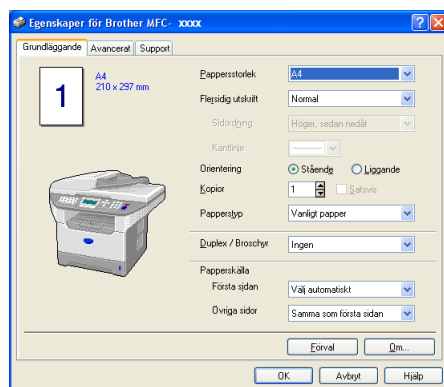 Egenskaper för Brother MFC- xxxx
Grundläggande Avancerat Support
1
A4
210 x 297 mm
Pappersstorlek A4
Flersidig utskrift Normal
Sidordning Höger, sedan nedåt
Kantlinje
Orientering Stående Liggande
Kopior 1 Satsvis
Papperstyp Vanligt papper
Duplex / Broschyr Ingen
Papperskälla
Första sidan Välj automatiskt
Övriga sidor Samma som första sidan
Förval Om...
OK Avbryt Hjälp